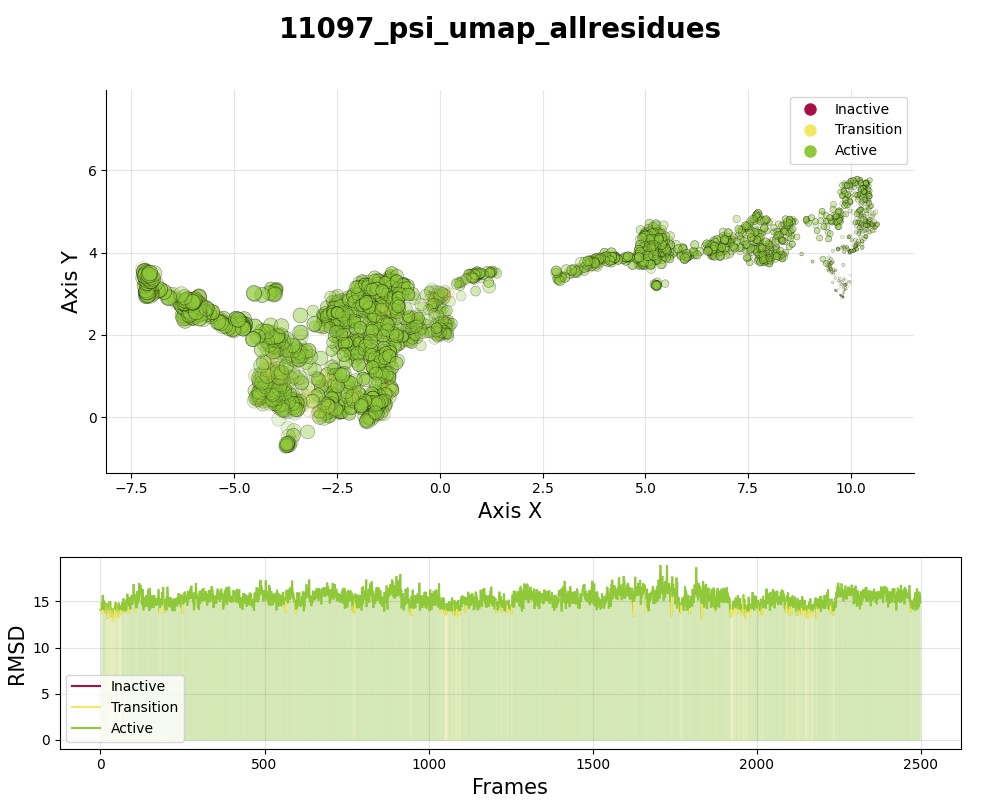 11097_psi_umap_allresidues
Inactive
Transition
Active
6
4
2
0
Axis Y
−7.5 −5.0 −2.5 0.0 2.5 5.0 7.5 10.0
Axis X
15
10
5
0
RMSD
Inactive
Transition
Active
0 500 1000 1500 2000 2500
Frames